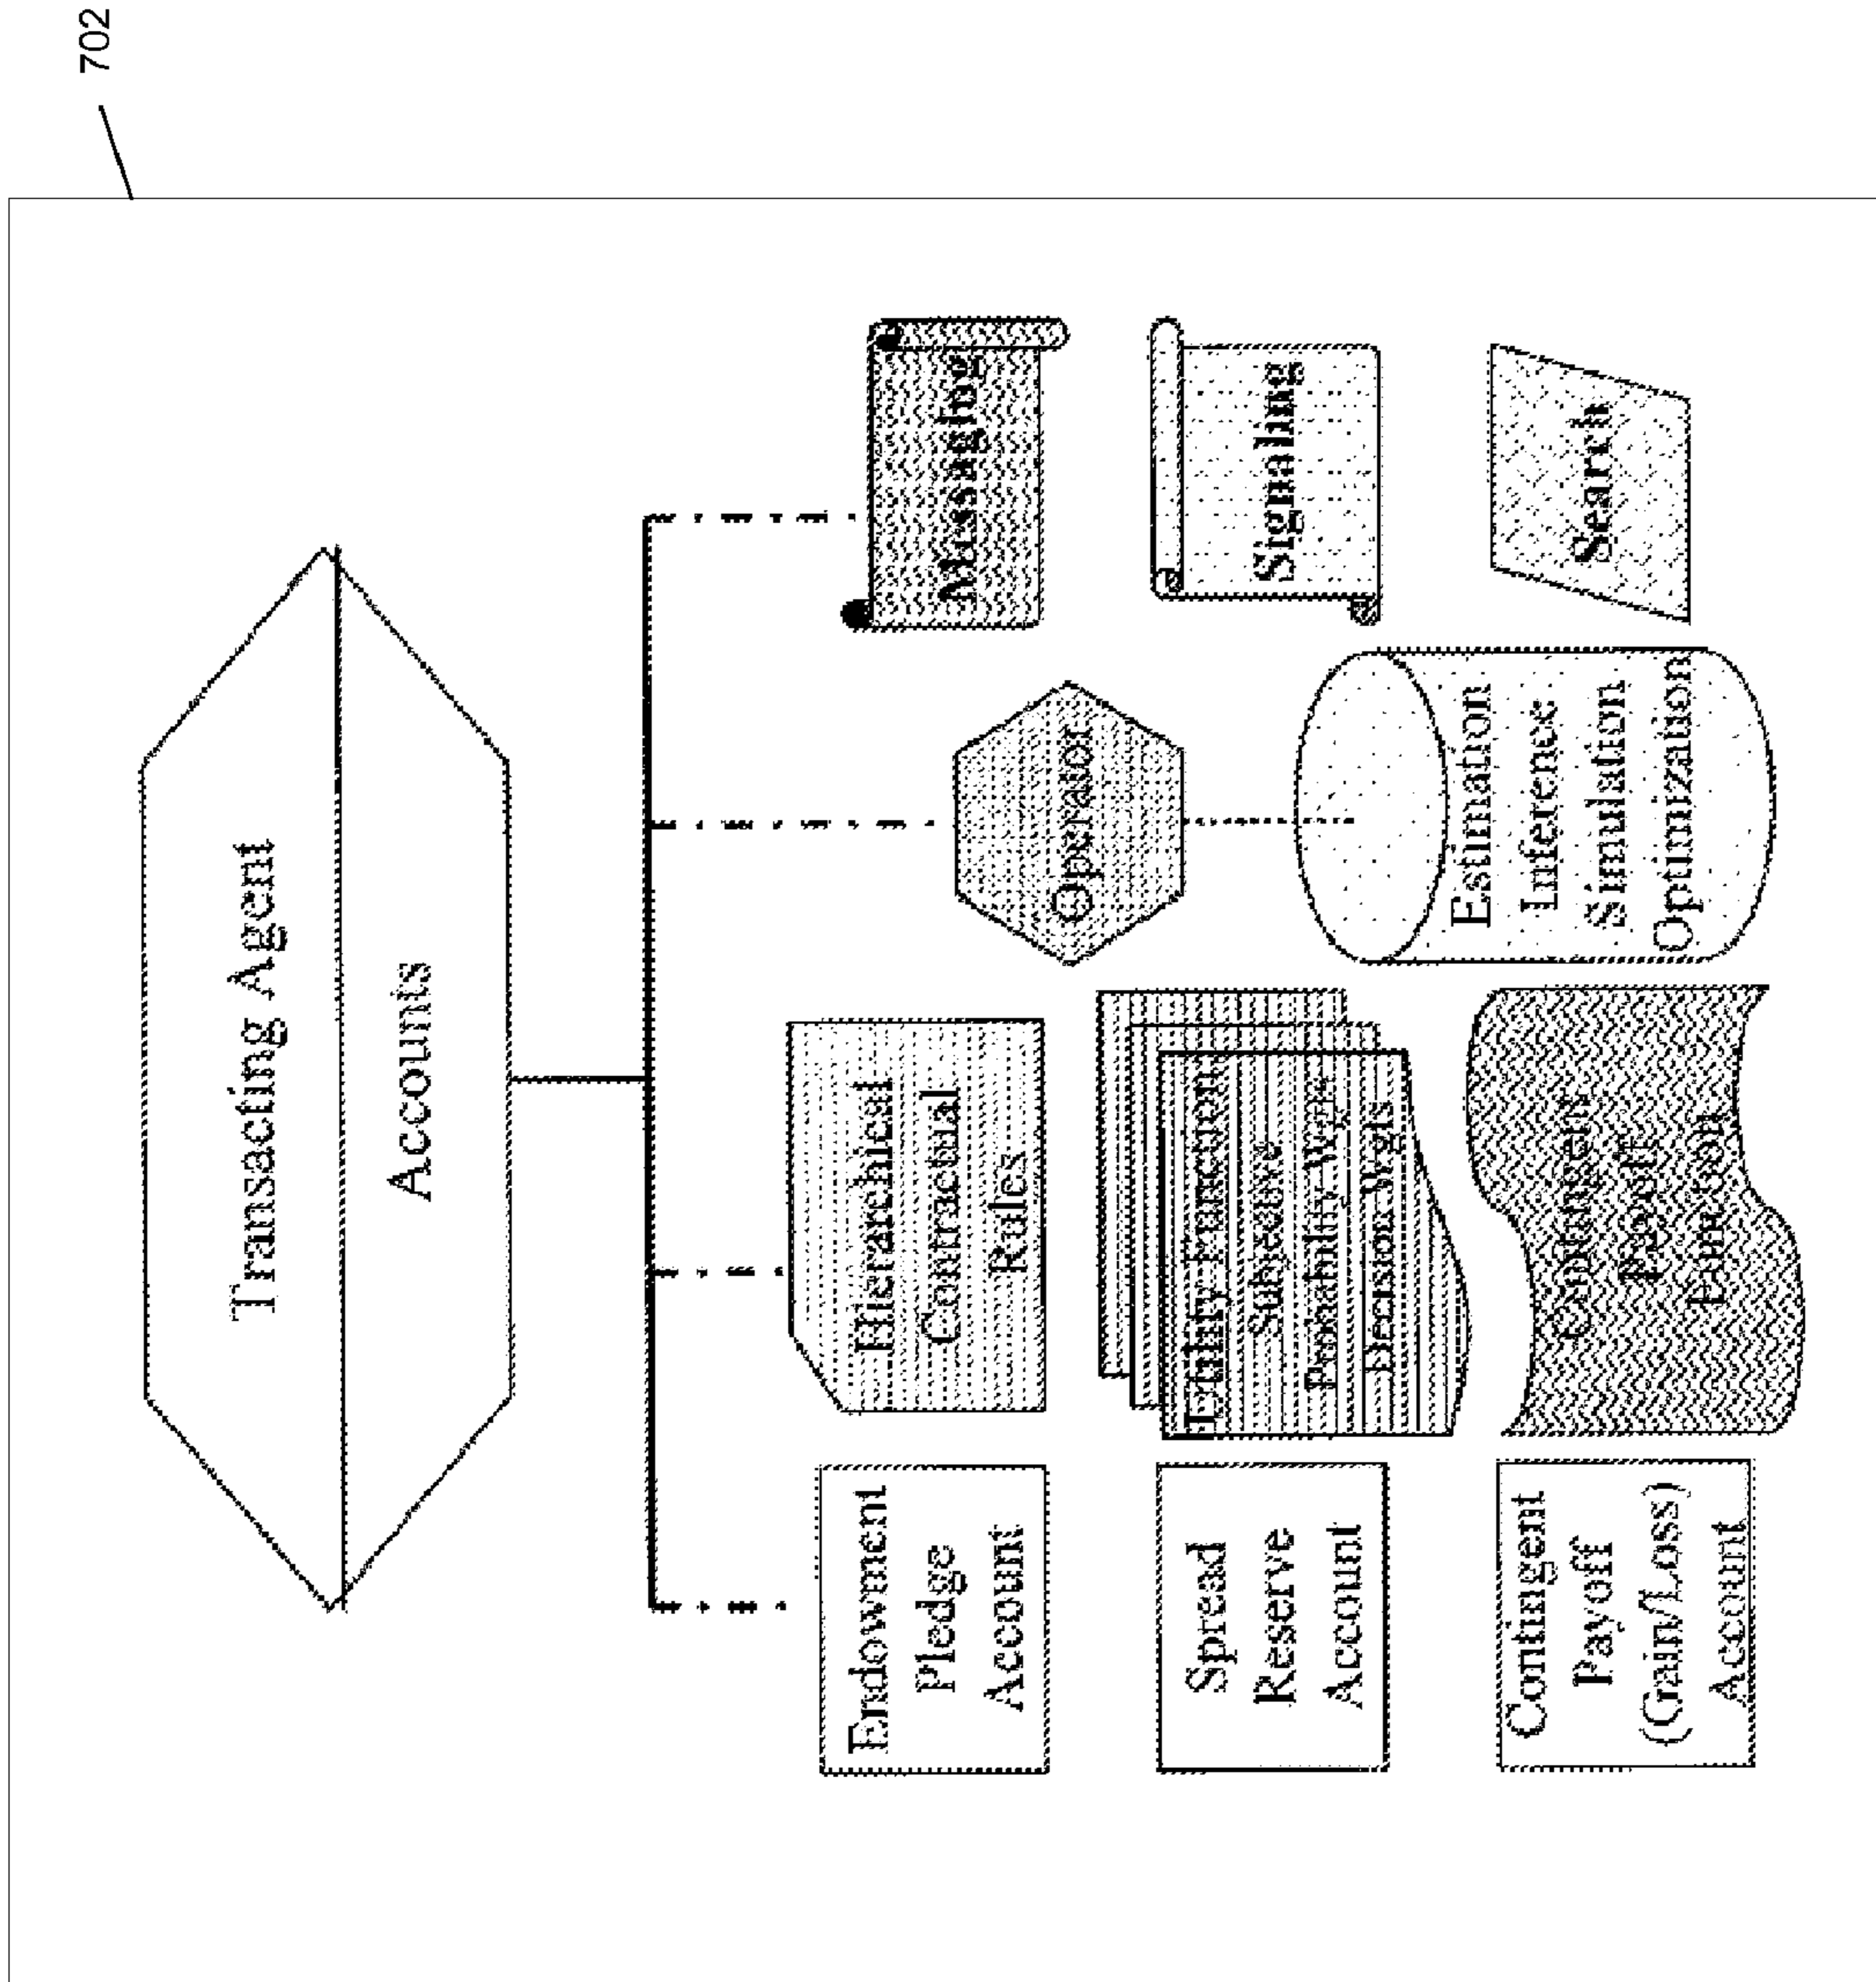 702
Transacting Agent
Accounts
Endowment
Pledge
Account
Spread
Reserve
Account
Contingent
Payoff
(Gain/Loss)
Account
Hierarchical
Contractual
Rules
Utility Function
Subjective
Probability Wgts
Decision Wgts
Contingent
Payoff
Function
Operator
Estimation
Inference
Simulation
Optimization
Messaging
Signaling
Search